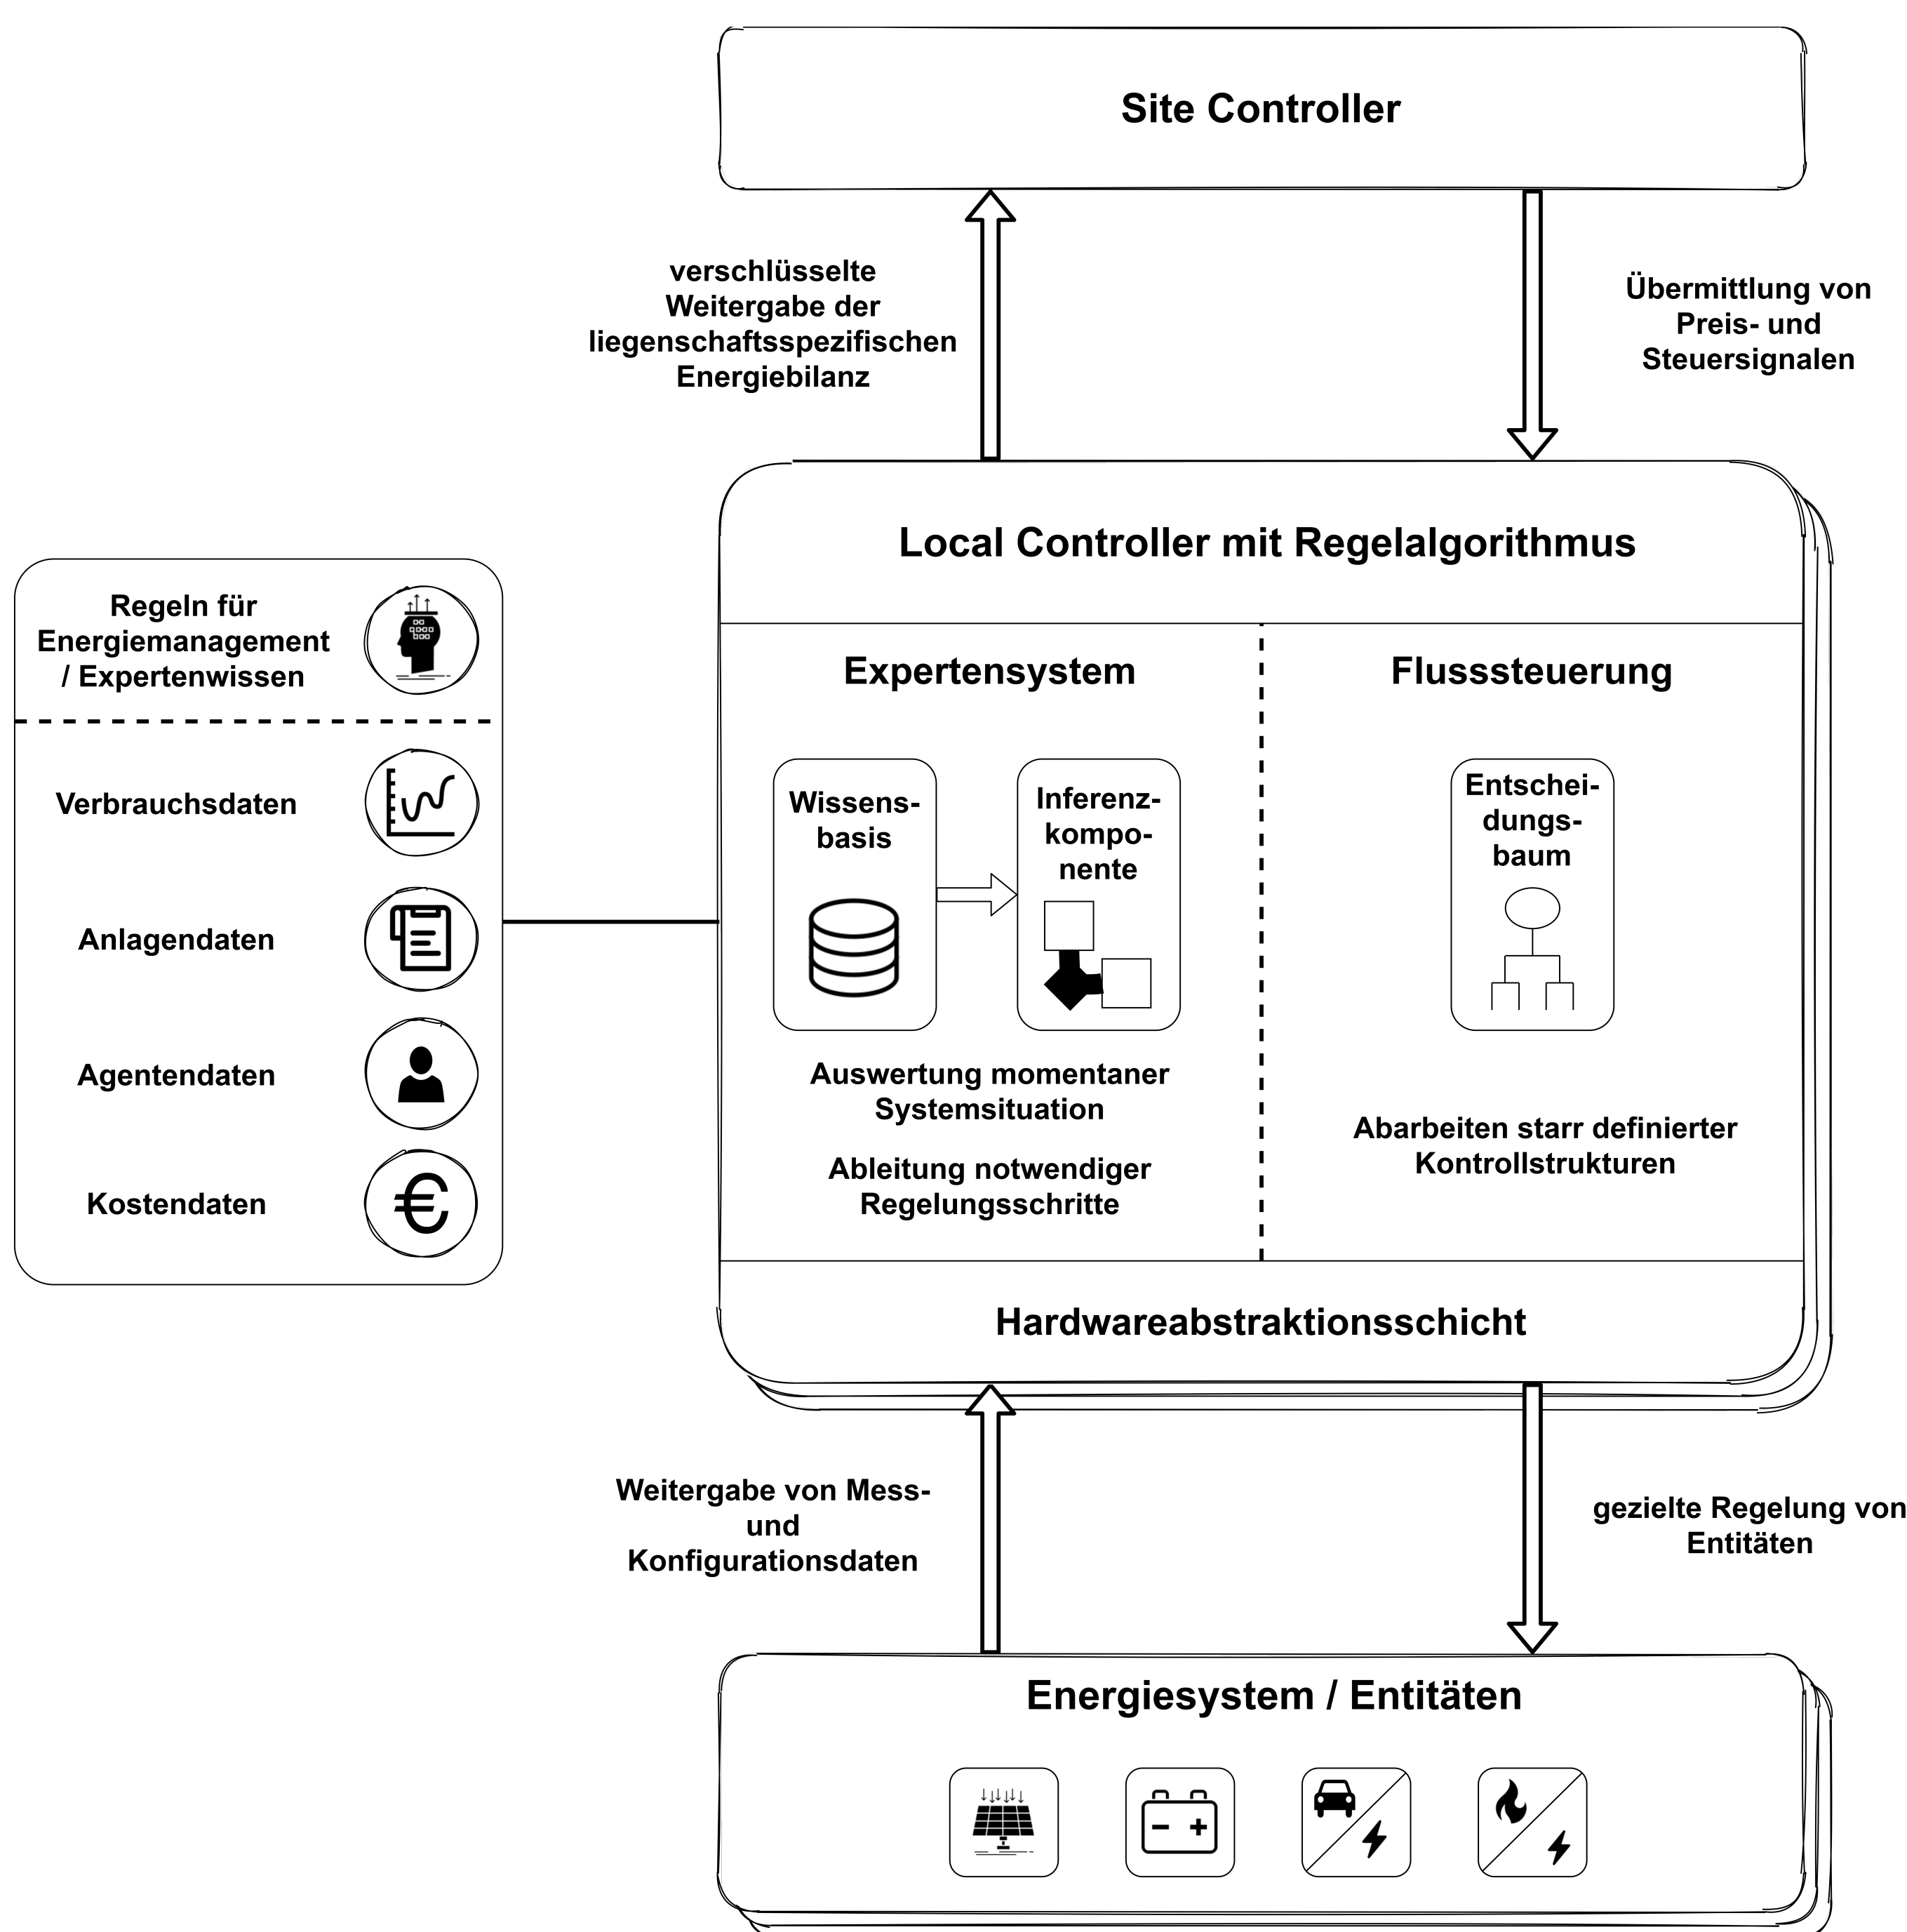 Site Controller
verschlüsselte
Weitergabe der
liegenschaftsspezifischen
Energiebilanz
Übermittlung von
Preis- und
Steuersignalen
Regeln für
Energiemanagement
/ Expertenwissen
Verbrauchsdaten
Anlagendaten
Agentendaten
Kostendaten
€
Local Controller mit Regelalgorithmus
Expertensystem
Wissens-
basis
Inferenz-
kompo-
nente
Auswertung momentaner
Systemsituation
Ableitung notwendiger
Regelungsschritte
Flusssteuerung
Entschei-
dungs-
baum
Abarbeiten starr definierter
Kontrollstrukturen
Hardwareabstraktionsschicht
Weitergabe von Mess-
und
Konfigurationsdaten
gezielte Regelung von
Entitäten
Energiesystem / Entitäten